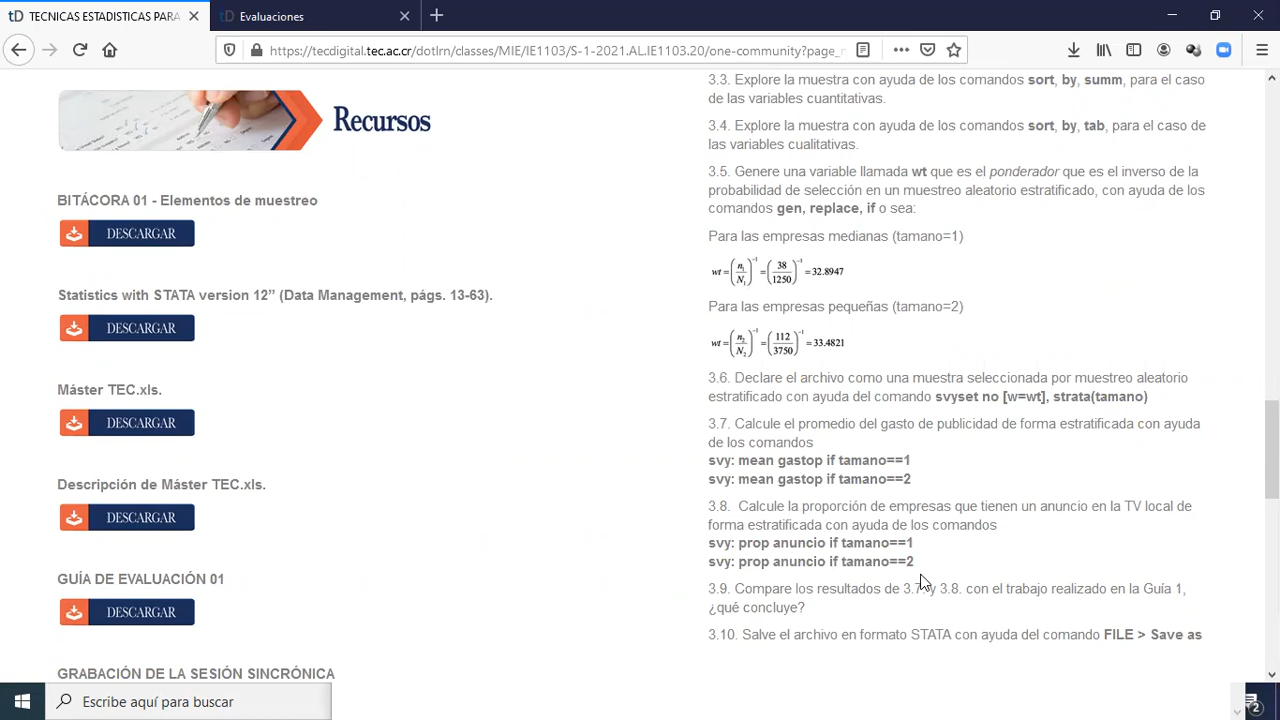 TECNICAS ESTADISTICAS PARA
Evaluaciones
https://tecdigital.tec.ac.cr/dotlrn/classes/MIE/IE1103/S-1-2021.AL.IE1103.20/one-community?page_n
Recursos
BITÁCORA 01 - Elementos de muestreo
DESCARGAR
Statistics with STATA version 12” (Data Management, págs. 13-63).
DESCARGAR
Máster TEC.xls.
DESCARGAR
Descripción de Máster TEC.xls.
DESCARGAR
GUÍA DE EVALUACIÓN 01
DESCARGAR
GRABACIÓN DE LA SESIÓN SINCRÓNICA
3.3. Explore la muestra con ayuda de los comandos sort, by, summ, para el caso
de las variables cuantitativas.
3.4. Explore la muestra con ayuda de los comandos sort, by, tab, para el caso de
las variables cualitativas.
3.5. Genere una variable llamada wt que es el ponderador que es el inverso de la
probabilidad de selección en un muestreo aleatorio estratificado, con ayuda de los
comandos gen, replace, if o sea:
Para las empresas medianas (tamano=1)
wt = (n₁/N₁)⁻¹ = (38/1250)⁻¹ = 32.8947
Para las empresas pequeñas (tamano=2)
wt = (n₂/N₂)⁻¹ = (112/3750)⁻¹ = 33.4821
3.6. Declare el archivo como una muestra seleccionada por muestreo aleatorio
estratificado con ayuda del comando svyset no [w=wt], strata(tamano)
3.7. Calcule el promedio del gasto de publicidad de forma estratificada con ayuda
de los comandos
svy: mean gastop if tamano==1
svy: mean gastop if tamano==2
3.8. Calcule la proporción de empresas que tienen un anuncio en la TV local de
forma estratificada con ayuda de los comandos
svy: prop anuncio if tamano==1
svy: prop anuncio if tamano==2
3.9. Compare los resultados de 3.7 y 3.8. con el trabajo realizado en la Guía 1,
¿qué concluye?
3.10. Salve el archivo en formato STATA con ayuda del comando FILE > Save as
Escribe aquí para buscar
2